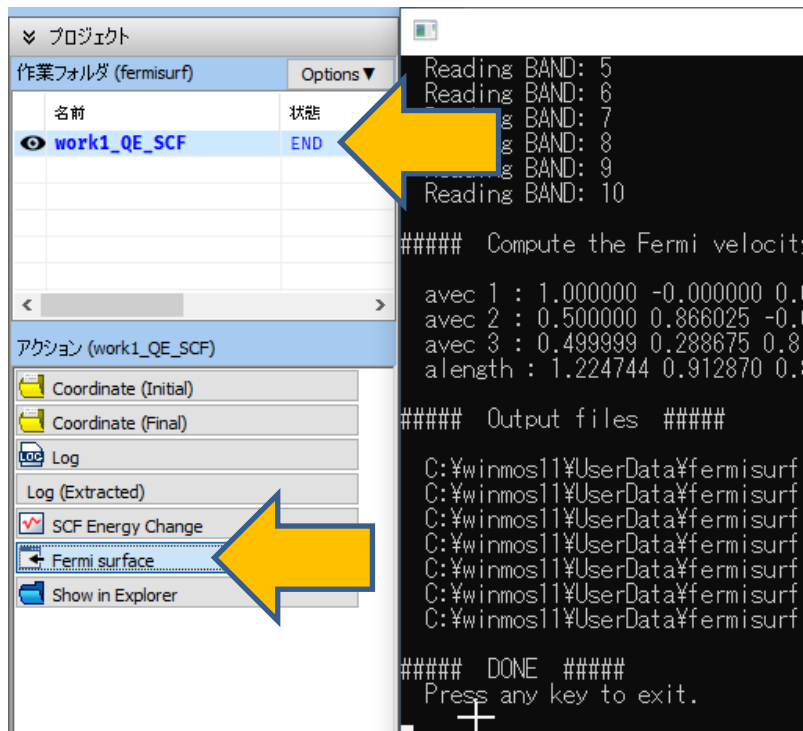 プロジェクト
作業フォルダ (fermisurf)
Options▼
名前
状態
work1_QE_SCF
END
アクション (work1_QE_SCF)
Coordinate (Initial)
Coordinate (Final)
LOG
Log
Log (Extracted)
SCF Energy Change
Fermi surface
Show in Explorer
Reading BAND: 5
Reading BAND: 6
BAND: 7
BAND: 8
BAND: 9
Reading BAND: 10
##### Compute the Fermi
avec 1 : 1.000000 -0.000000
avec 2 : 0.500000 0.866025
avec 3 : 0.499999 0.288675
alength : 1.224744 0.912870
##### Output files #####
C:¥winmos11¥UserData¥fermisurf
C:¥winmos11¥UserData¥fermisurf
C:¥winmos11¥UserData¥fermisurf
C:¥winmos11¥UserData¥fermisurf
C:¥winmos11¥UserData¥fermisurf
C:¥winmos11¥UserData¥fermisurf
C:¥winmos11¥UserData¥fermisurf
##### DONE #####
Press any key to exit.